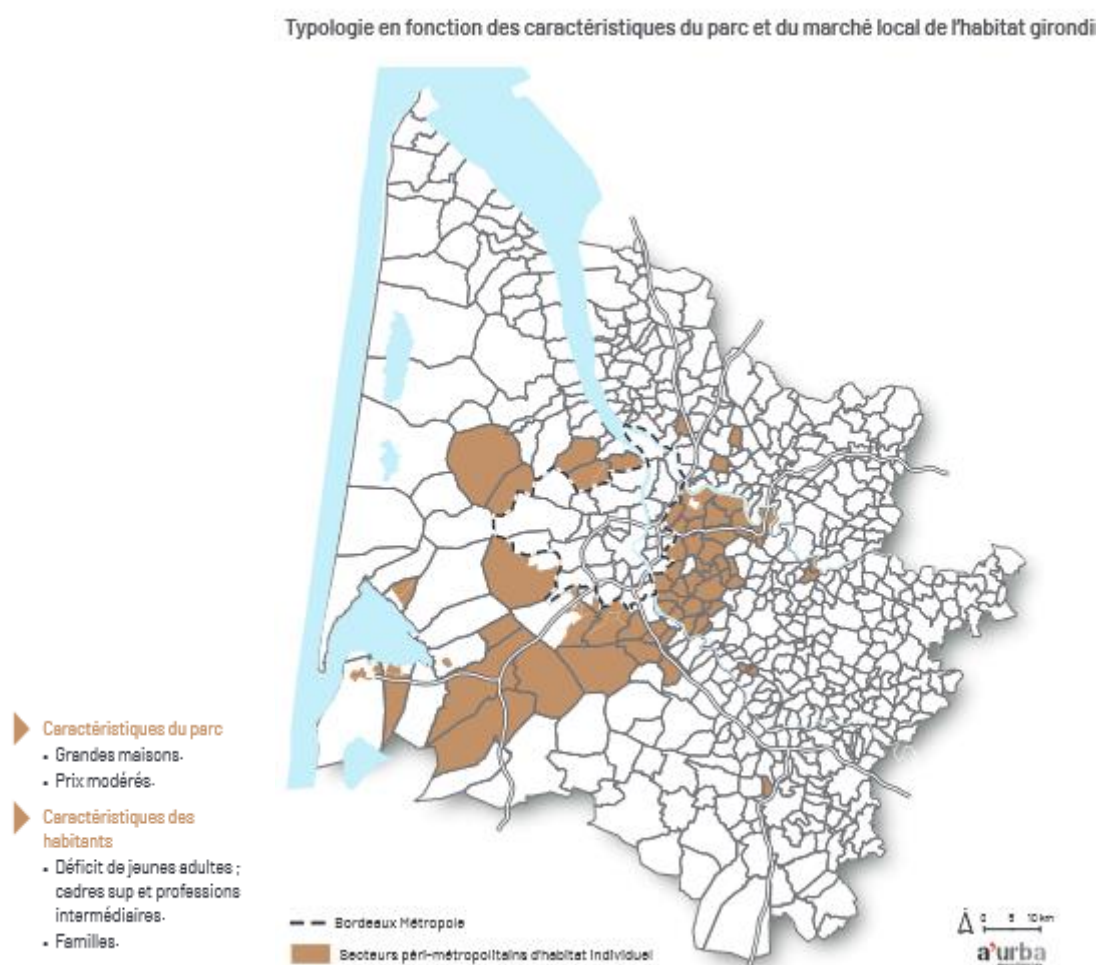 Typologie en fonction des caractéristiques du parc et du marché local de l'habitat girondi
Caractéristiques du parc
• Grandes maisons.
• Prix modérés.
Caractéristiques des
habitants
• Déficit de jeunes adultes ;
cadres sup et professions
intermédiaires.
• Familles.
Bordeaux Métropole
Secteurs péri-métropolitains d'habitat individuel
0 5 10 km
a'urba